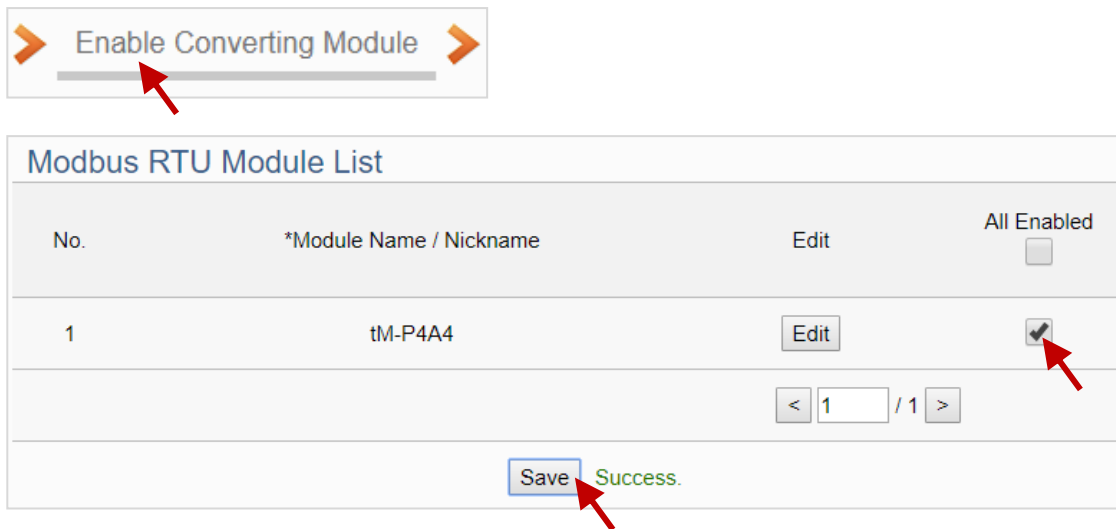 Enable Converting Module
Modbus RTU Module List
No. *Module Name / Nickname Edit All Enabled
1 tM-P4A4 Edit
< 1 / 1 >
Save Success.